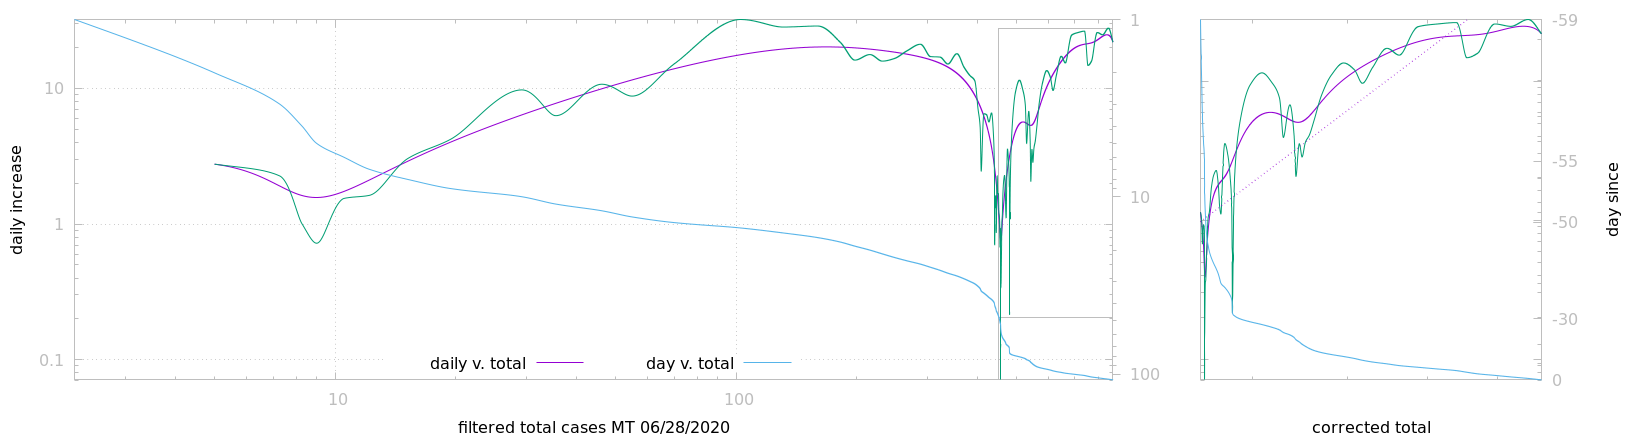 daily increase
10
1
0.1
daily v. total
day v. total
10
100
filtered total cases MT 06/28/2020
1
10
100
-59
-55
-50
-30
0
day since
corrected total